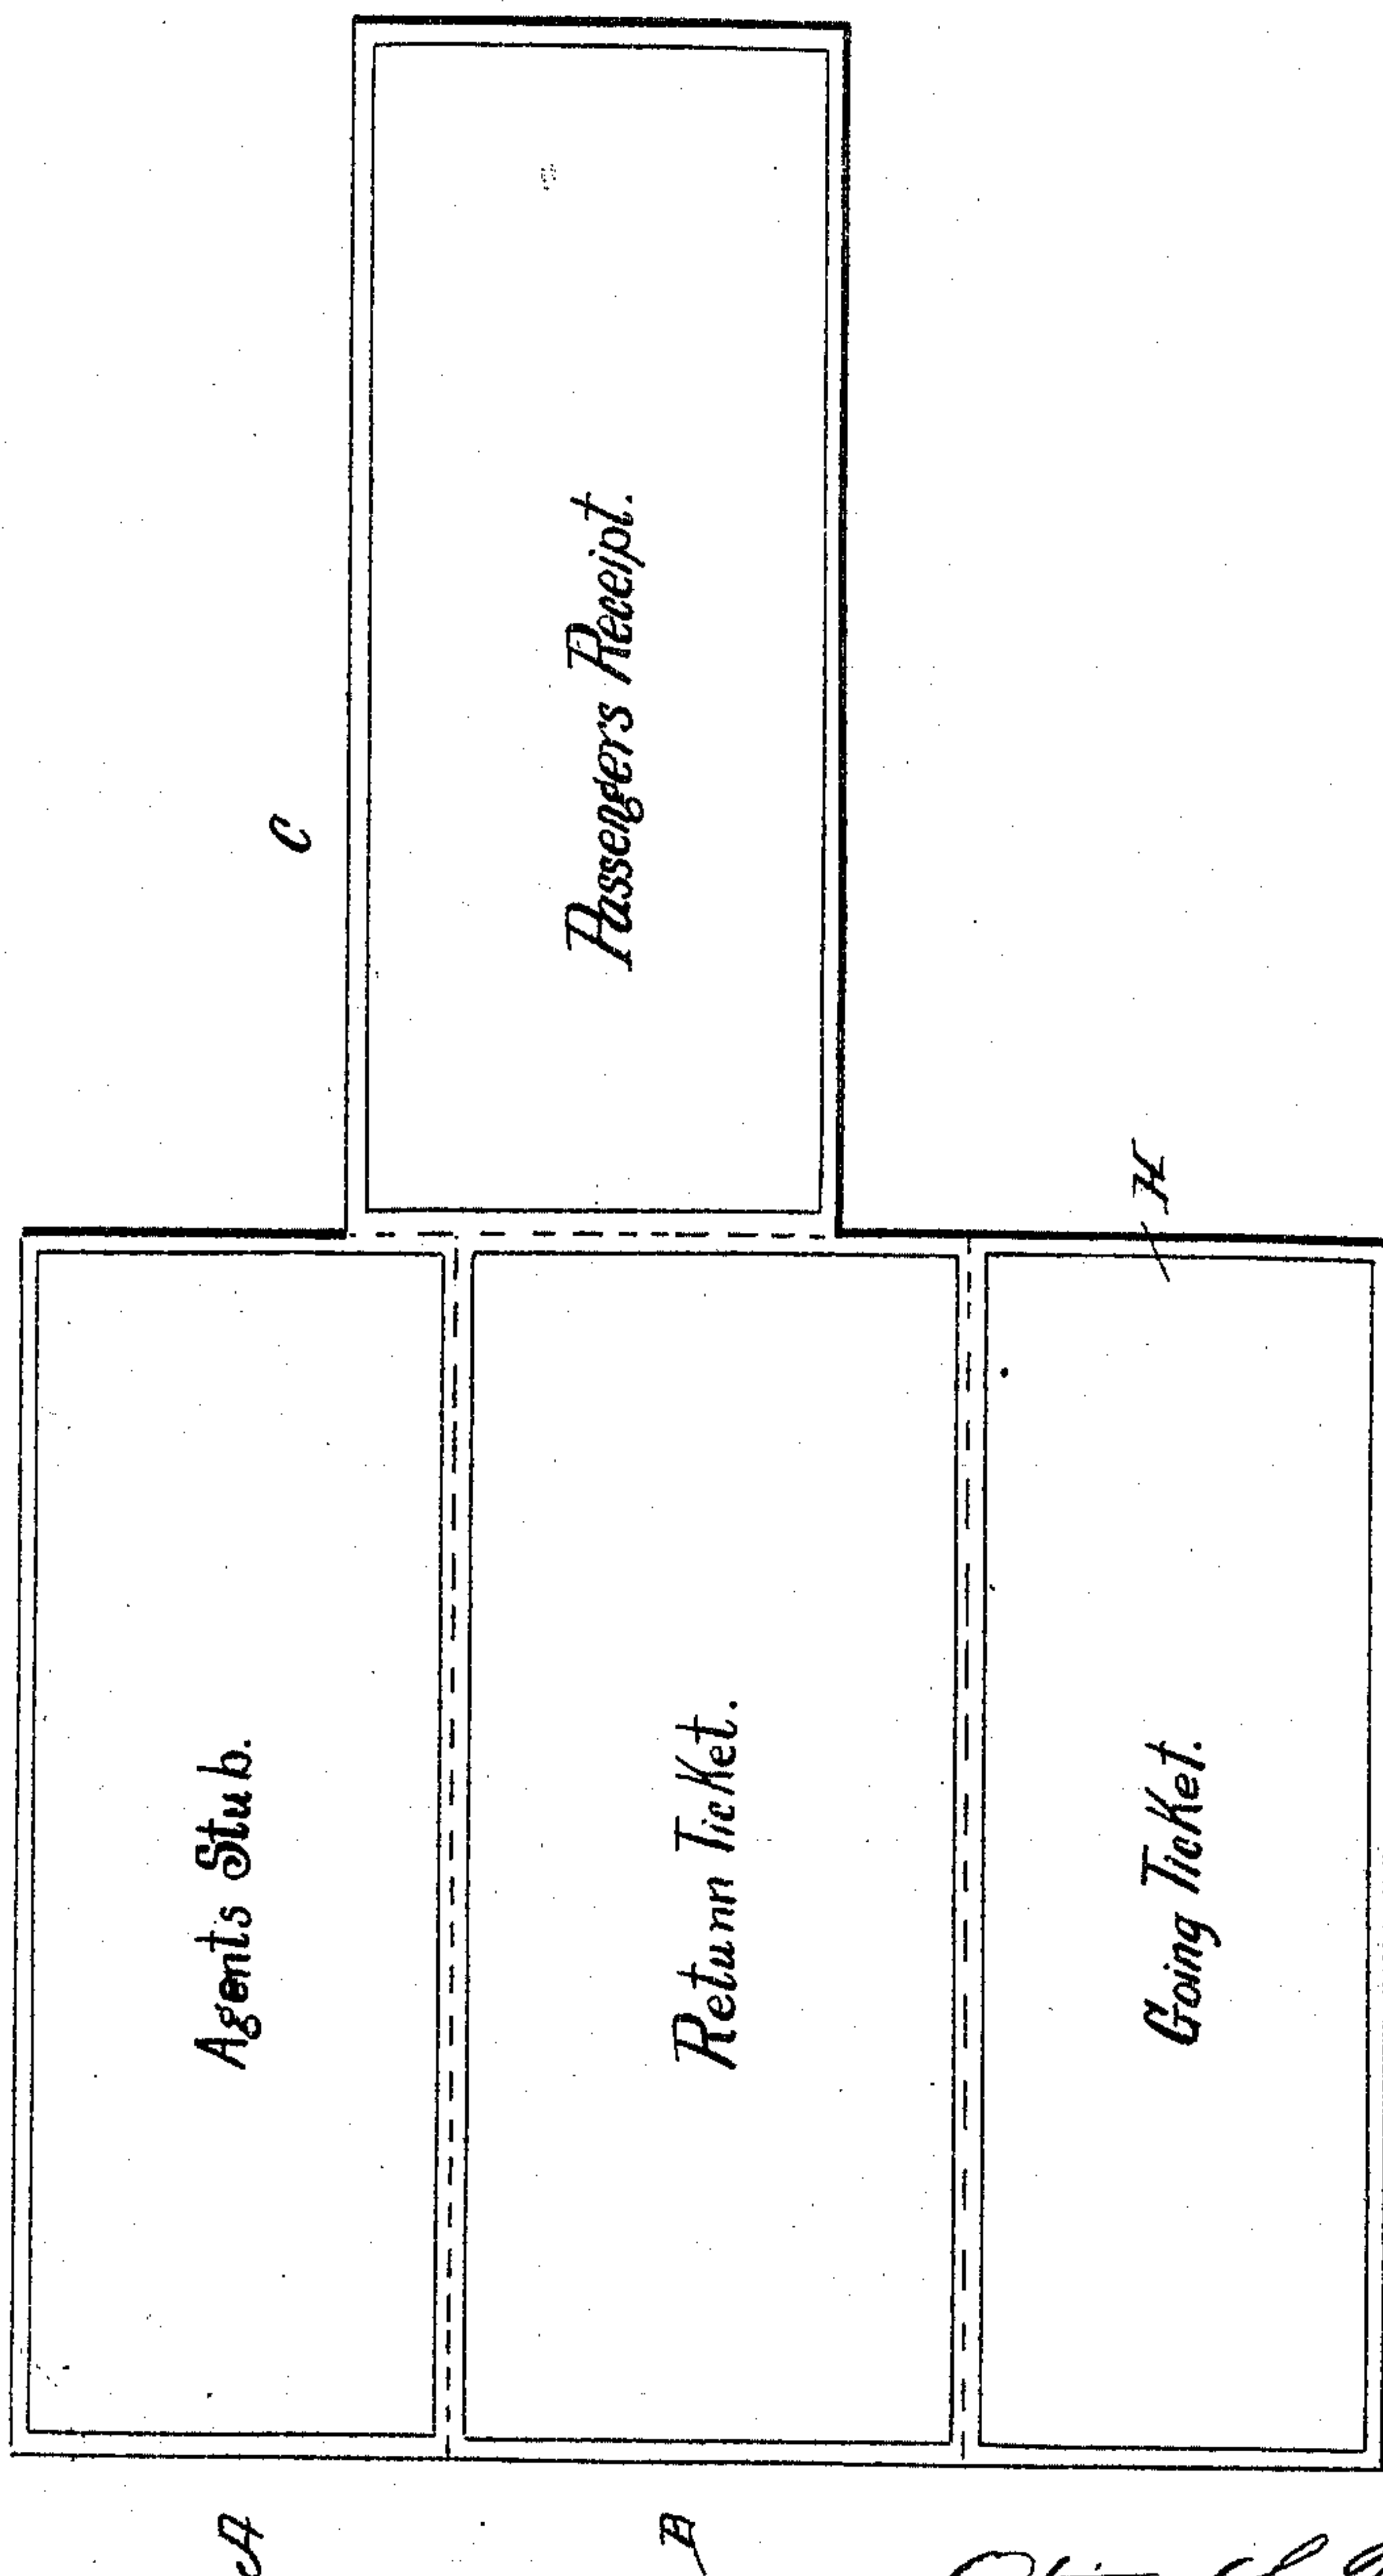 C
Passengers Receipt.
H
Agents Stub.
Return Ticket.
Going Ticket.
A
B